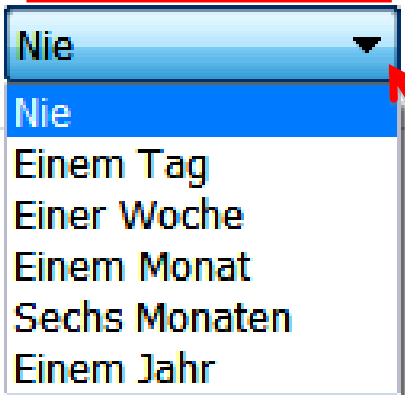 Nie
Nie
Einem Tag
Einer Woche
Einem Monat
Sechs Monaten
Einem Jahr